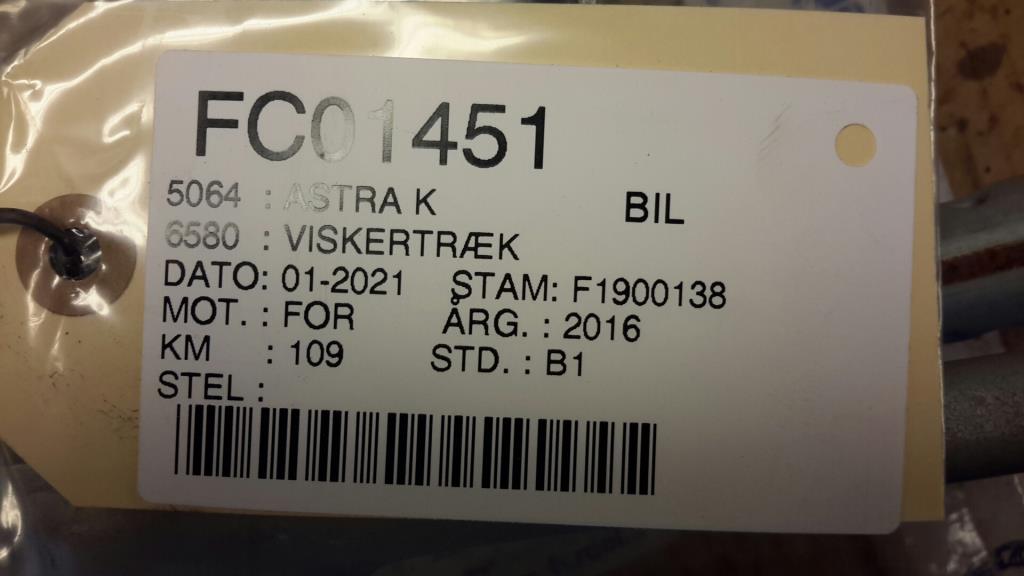 FC01451
5064 : ASTRA K BIL
6580 : VISKERTRÆK
DATO: 01-2021 STAM: F1900138
MOT. : FOR ÅRG. : 2016
KM : 109 STD. : B1
STEL :